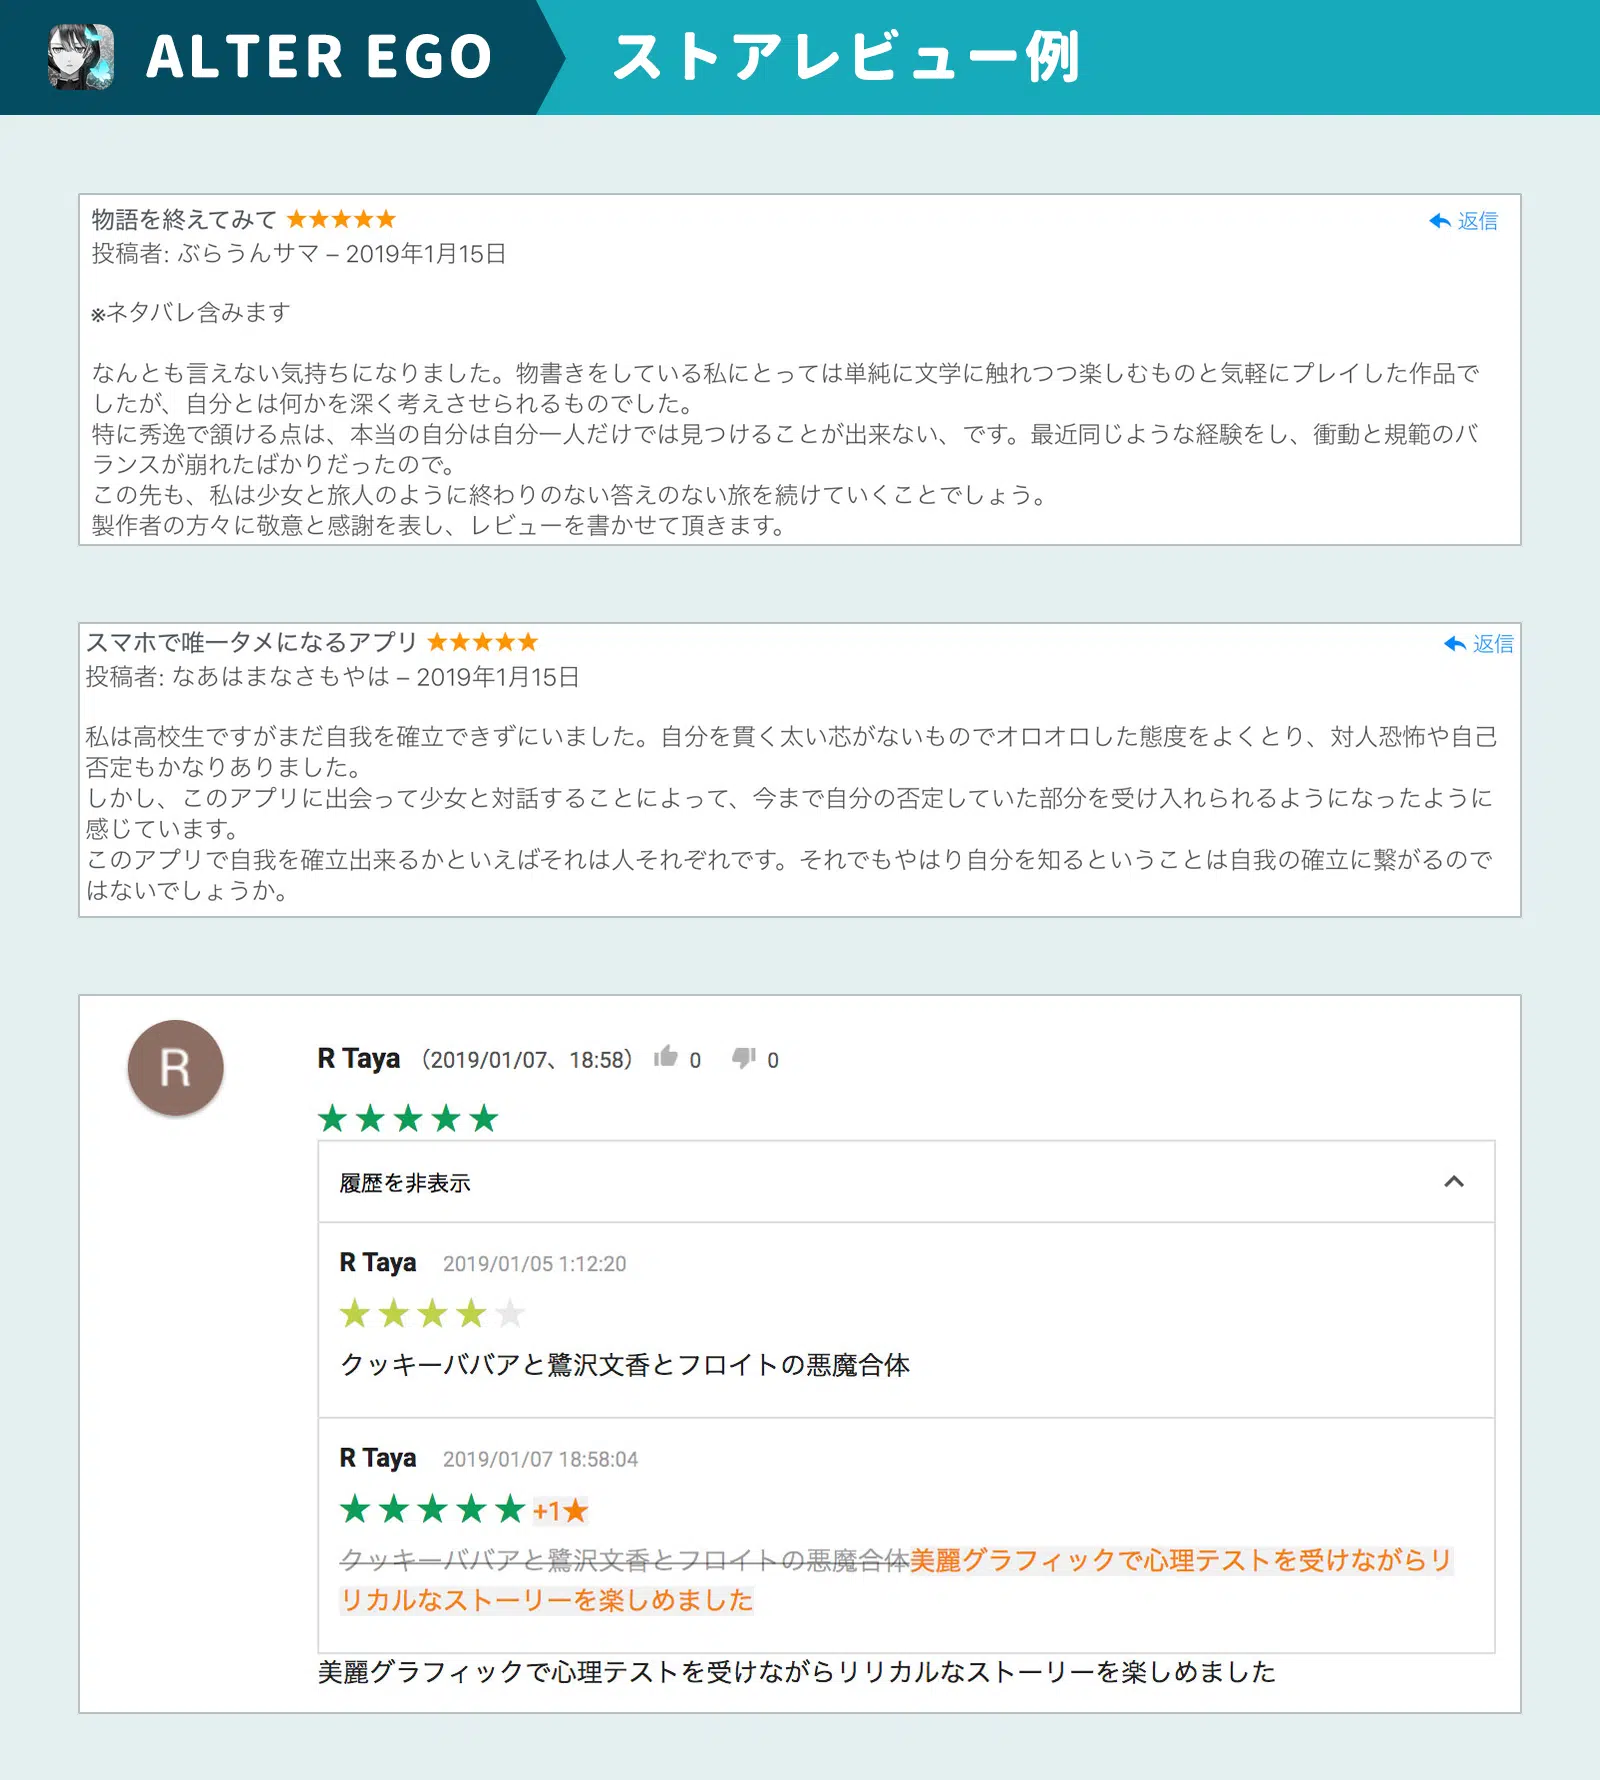 ALTER EGO ストアレビュー例
物語を終えてみて ★★★★★ 返信
投稿者: ぶらうんサマ – 2019年1月15日
※ネタバレ含みます
なんとも言えない気持ちになりました。物書きをしている私にとっては単純に文学に触れつつ楽しむものと気軽にプレイした作品で
したが、自分とは何かを深く考えさせられるものでした。
特に秀逸で頷ける点は、本当の自分は自分一人だけでは見つけることが出来ない、です。最近同じような経験をし、衝動と規範のバ
ランスが崩れたばかりだったので。
この先も、私は少女と旅人のように終わりのない答えのない旅を続けていくことでしょう。
製作者の方々に敬意と感謝を表し、レビューを書かせて頂きます。
スマホで唯一タメになるアプリ ★★★★★ 返信
投稿者: なあはまなさもやは – 2019年1月15日
私は高校生ですがまだ自我を確立できずにいました。自分を貫く太い芯がないものでオロオロした態度をよくとり、対人恐怖や自己
否定もかなりありました。
しかし、このアプリに出会って少女と対話することによって、今まで自分の否定していた部分を受け入れられるようになったように
感じています。
このアプリで自我を確立出来るかといえばそれは人それぞれです。それでもやはり自分を知るということは自我の確立に繋がるので
はないでしょうか。
R
R Taya （2019/01/07、18:58） 0 0
★★★★★
履歴を非表示
R Taya 2019/01/05 1:12:20
★★★★★
クッキーババアと鷺沢文香とフロイトの悪魔合体
R Taya 2019/01/07 18:58:04
★★★★★ +1★
クッキーババアと鷺沢文香とフロイトの悪魔合体美麗グラフィックで心理テストを受けながらリ
リカルなストーリーを楽しめました
美麗グラフィックで心理テストを受けながらリリカルなストーリーを楽しめました